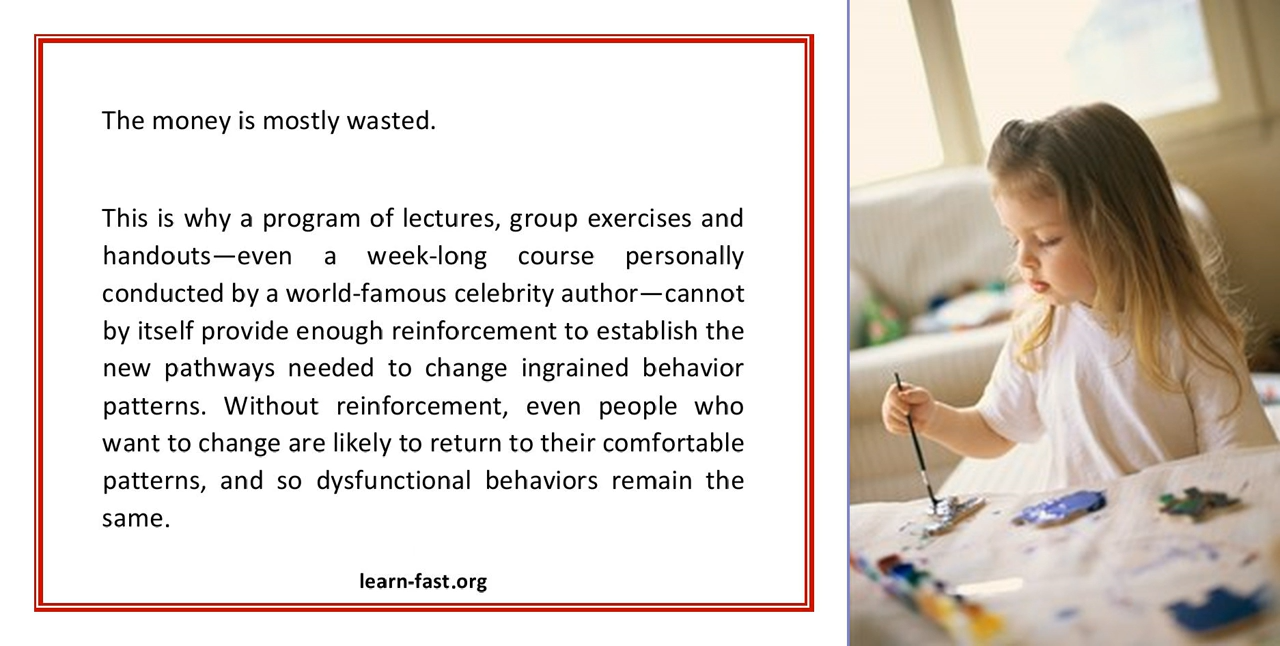 The money is mostly wasted.
This is why a program of lectures, group exercises and
handouts—even a week-long course personally
conducted by a world-famous celebrity author—cannot
by itself provide enough reinforcement to establish the
new pathways needed to change ingrained behavior
patterns. Without reinforcement, even people who
want to change are likely to return to their comfortable
patterns, and so dysfunctional behaviors remain the
same.
learn-fast.org